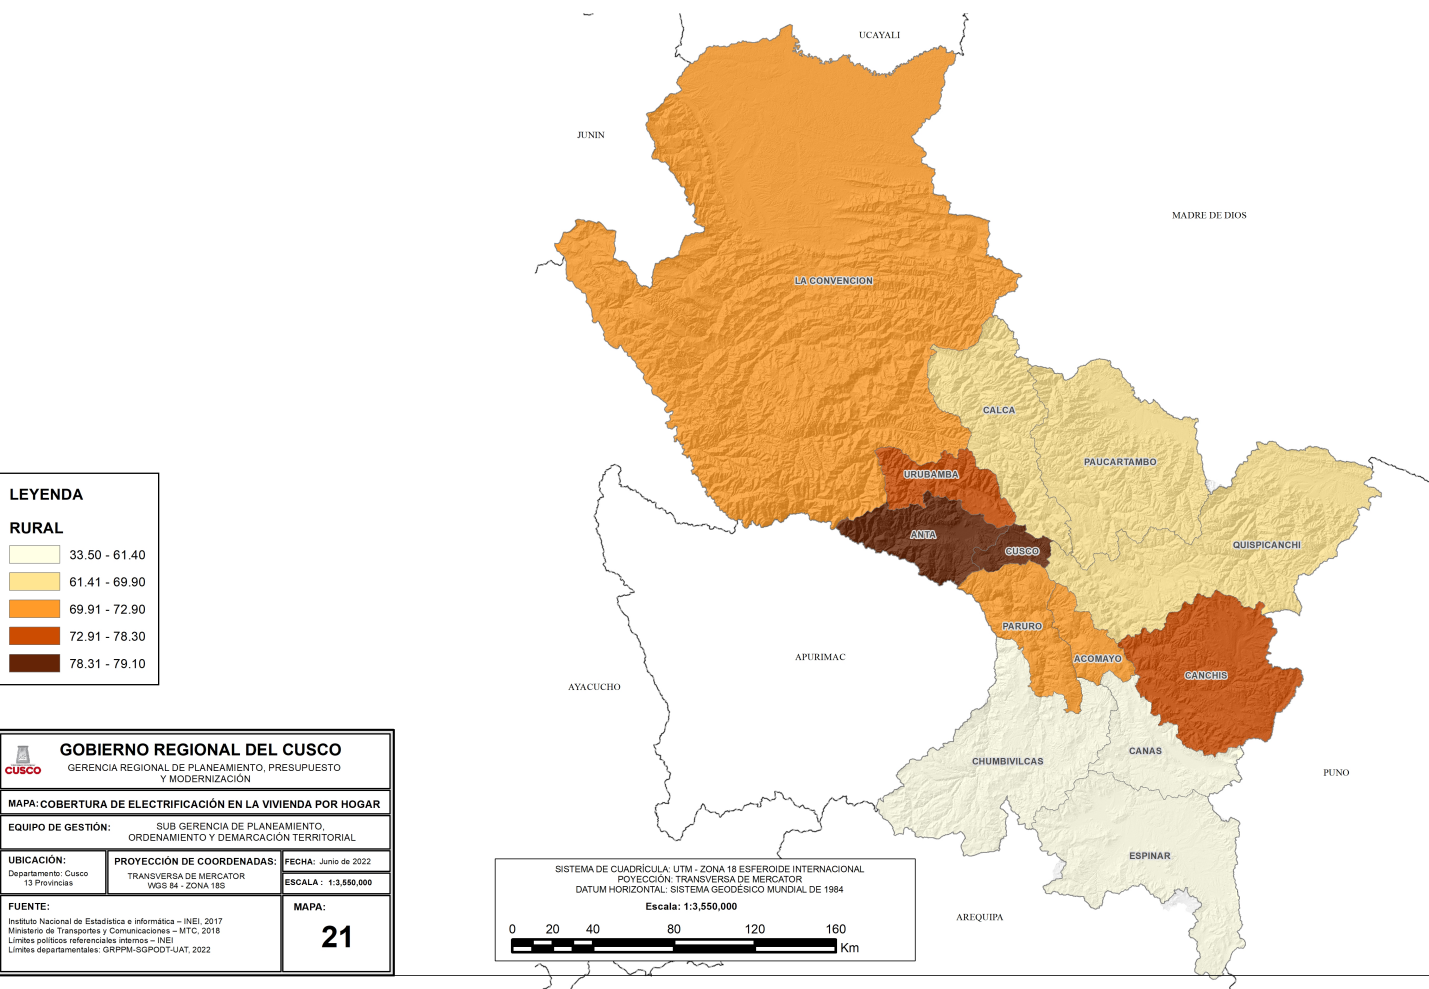 UCAYALI
JUNIN
MADRE DE DIOS
LA CONVENCION
CALCA
PAUCARTAMBO
URUBAMBA
ANTA
CUSCO
QUISPICANCHI
PARURO
ACOMAYO
CANCHIS
APURIMAC
AYACUCHO
CHUMBIVILCAS
CANAS
PUNO
ESPINAR
AREQUIPA
LEYENDA
RURAL
33.50 - 61.40
61.41 - 69.90
69.91 - 72.90
72.91 - 78.30
78.31 - 79.10
CUSCO
GOBIERNO REGIONAL DEL CUSCO
GERENCIA REGIONAL DE PLANEAMIENTO, PRESUPUESTO
Y MODERNIZACIÓN
MAPA: COBERTURA DE ELECTRIFICACIÓN EN LA VIVIENDA POR HOGAR
EQUIPO DE GESTIÓN: SUB GERENCIA DE PLANEAMIENTO,
ORDENAMIENTO Y DEMARCACIÓN TERRITORIAL
UBICACIÓN:
Departamento: Cusco
13 Provincias
PROYECCIÓN DE COORDENADAS:
TRANSVERSA DE MERCATOR
WGS 84 - ZONA 18S
FECHA: Junio de 2022
ESCALA : 1:3,550,000
FUENTE:
Instituto Nacional de Estadística e informática – INEI, 2017
Ministerio de Transportes y Comunicaciones – MTC, 2018
Límites políticos referenciales internos – INEI
Límites departamentales: GRPPM-SGPODT-UAT, 2022
MAPA:
21
SISTEMA DE CUADRÍCULA: UTM - ZONA 18 ESFEROIDE INTERNACIONAL
POYECCIÓN: TRANSVERSA DE MERCATOR
DATUM HORIZONTAL: SISTEMA GEODÉSICO MUNDIAL DE 1984
Escala: 1:3,550,000
0 20 40 80 120 160
Km